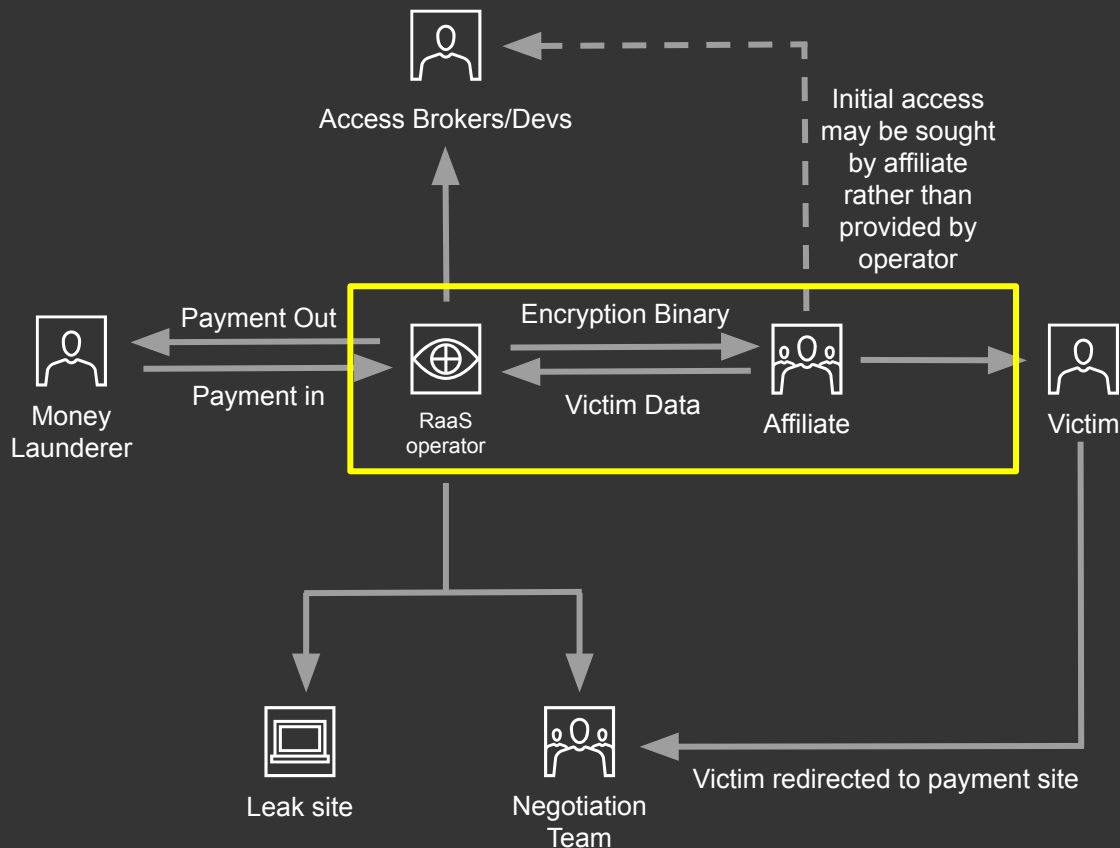 Access Brokers/Devs
Initial access
may be sought
by affiliate
rather than
provided by
operator
Payment Out
Payment in
Money
Launderer
RaaS
operator
Encryption Binary
Victim Data
Affiliate
Victim
Leak site
Negotiation
Team
Victim redirected to payment site